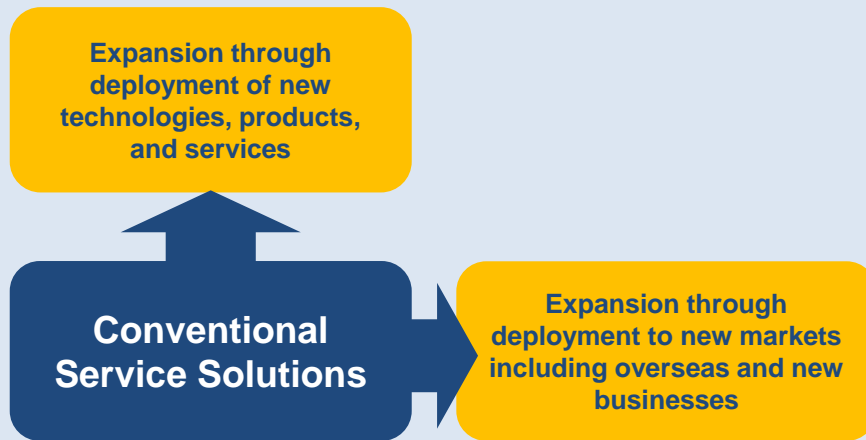 Expansion through
deployment of new
technologies, products,
and services
Conventional
Service Solutions
Expansion through
deployment to new markets
including overseas and new
businesses